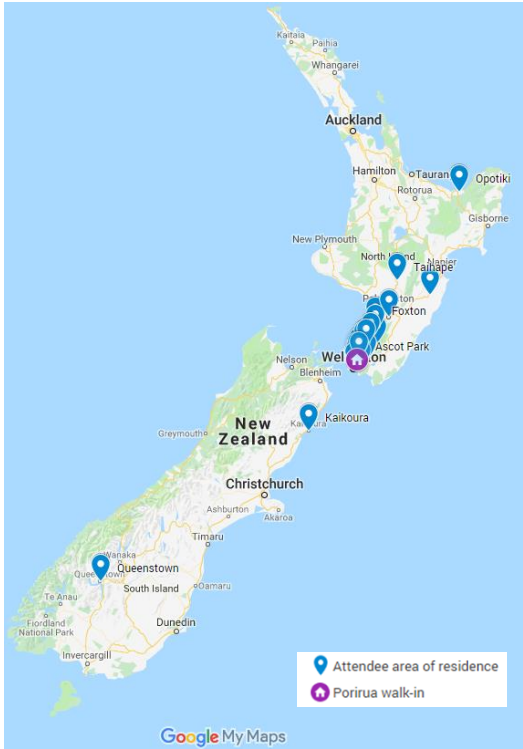 Kaitaia
Paihia
Whangarei
Auckland
Hamilton
Tauran
Opotiki
Rotorua
Gisborne
New Plymouth
North Island
Napier
Taihape
Foxton
Ascot Park
Nelson
Blenheim
Kaikoura
Greymouth
New
Zealand
Christchurch
Ashburton
Akaroa
Timaru
Wanaka
Queenstown
South Island
Oamaru
Te Anau
Fiordland
National Park
Dunedin
Invercargill
Attendee area of residence
Porirua walk-in
Google My Maps